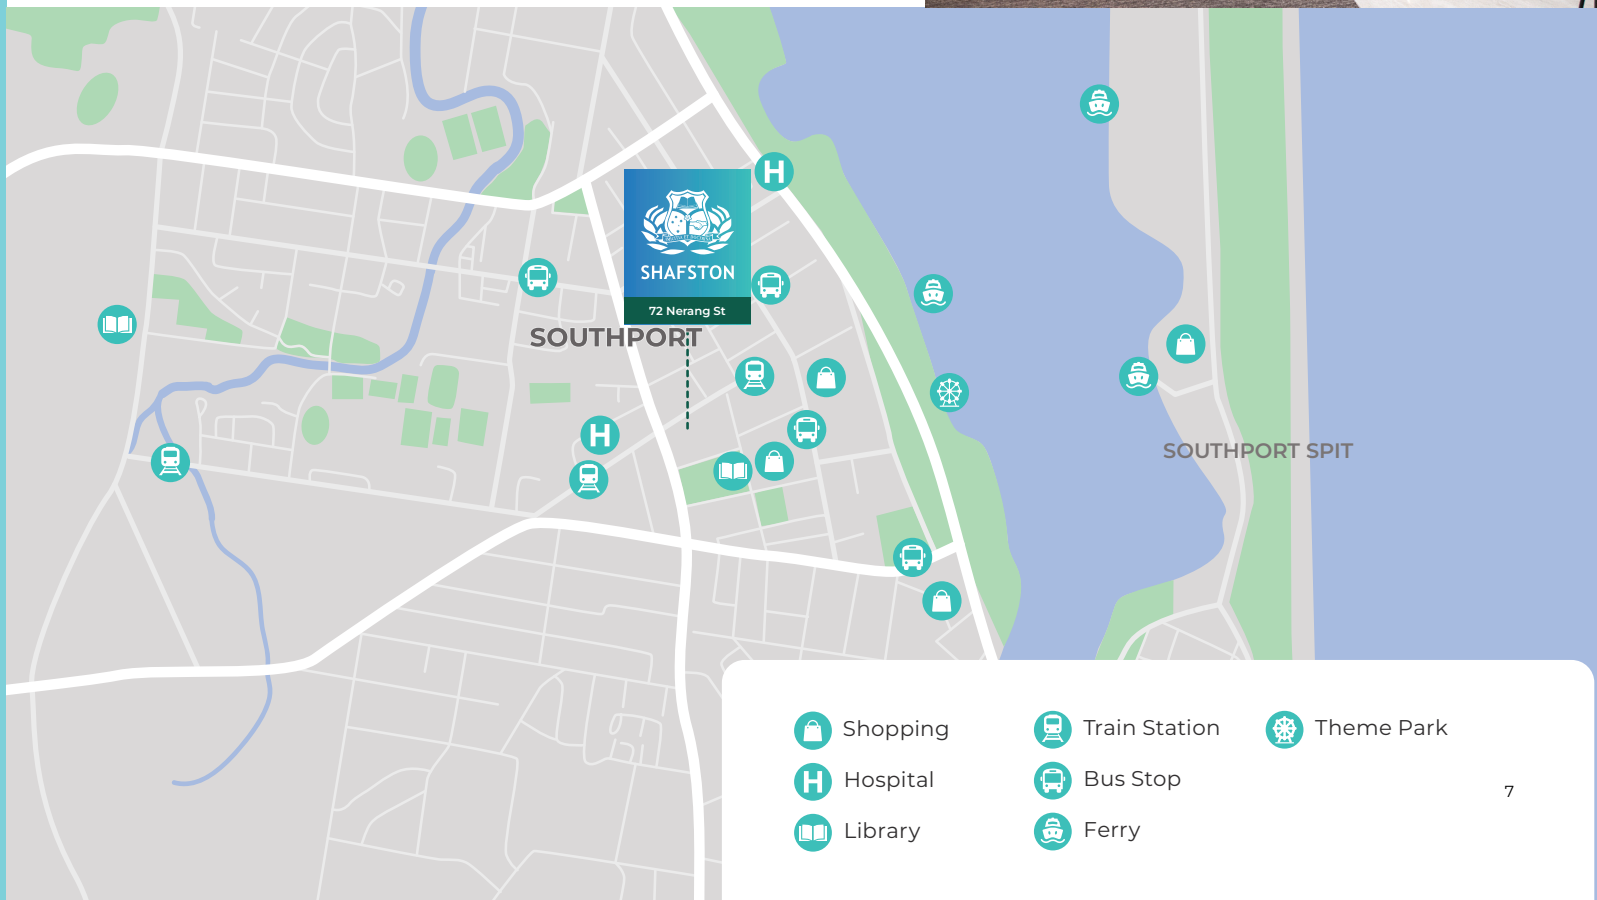 H
SHAFSTON
72 Nerang St
SOUTHPORT
H
SOUTHPORT SPIT
Shopping
Train Station
Theme Park
H Hospital
Bus Stop
7
Library
Ferry